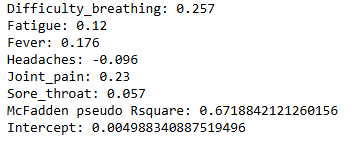 Difficulty_breathing: 0.257
Fatigue: 0.12
Fever: 0.176
Headaches: -0.096
Joint_pain: 0.23
Sore_throat: 0.057
McFadden pseudo Rsquare: 0.6718842121260156
Intercept: 0.004988340887519496